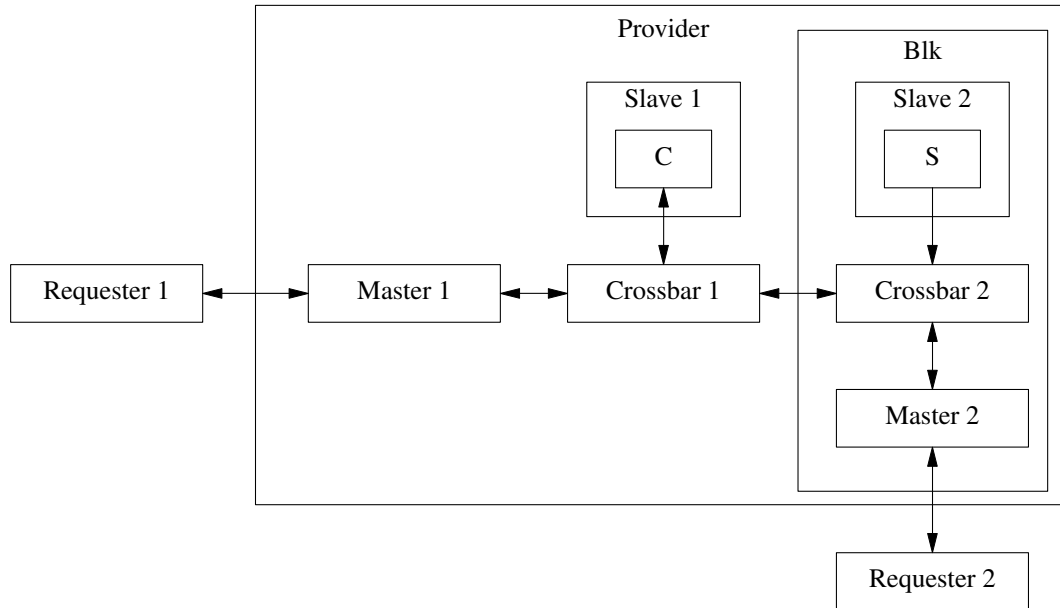 Provider
Blk
Slave 1
Slave 2
C
S
Requester 1
Master 1
Crossbar 1
Crossbar 2
Master 2
Requester 2